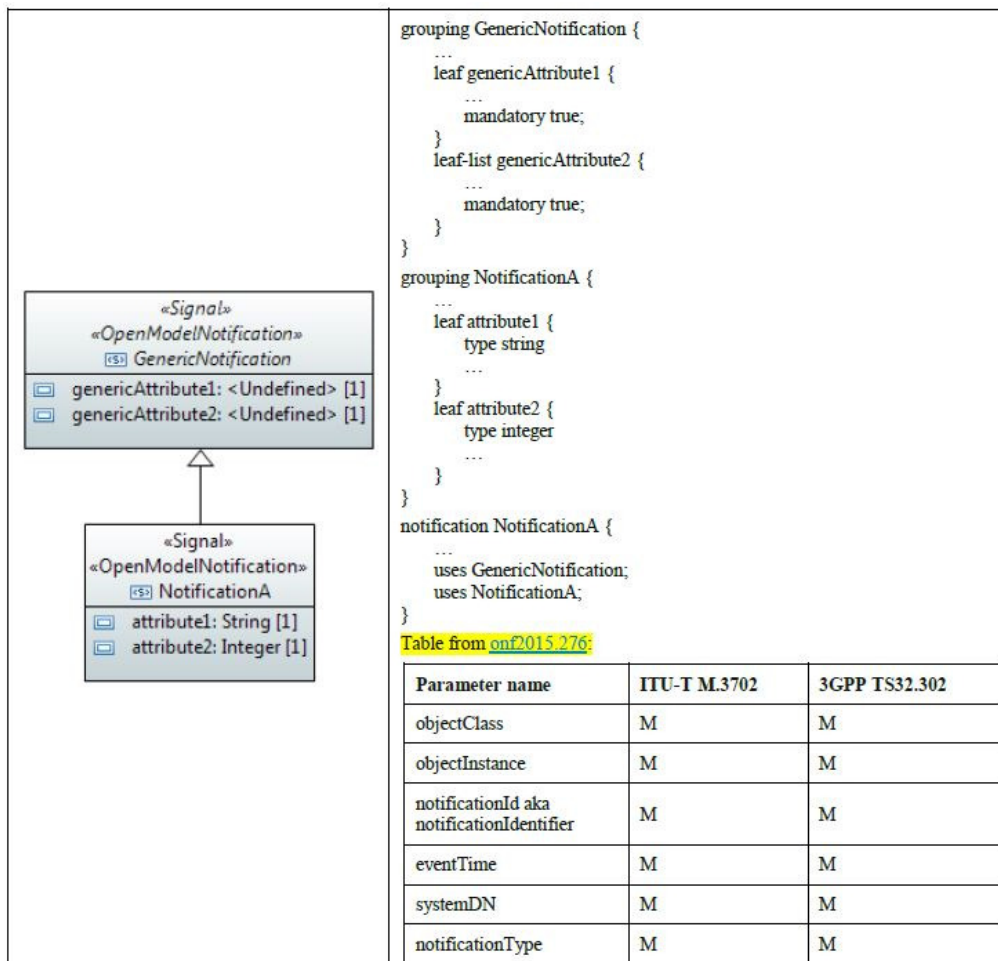 «Signal»
«OpenModelNotification»
GenericNotification
genericAttribute1: <Undefined> [1]
genericAttribute2: <Undefined> [1]
«Signal»
«OpenModelNotification»
NotificationA
attribute1: String [1]
attribute2: Integer [1]
grouping GenericNotification {
…
leaf genericAttribute1 {
…
mandatory true;
}
leaf-list genericAttribute2 {
…
mandatory true;
}
}
grouping NotificationA {
…
leaf attribute1 {
type string
…
}
leaf attribute2 {
type integer
…
}
}
notification NotificationA {
…
uses GenericNotification;
uses NotificationA;
}
Table from onf2015.276:
Parameter name ITU-T M.3702 3GPP TS32.302
objectClass M M
objectInstance M M
notificationId aka
notificationIdentifier M M
eventTime M M
systemDN M M
notificationType M M